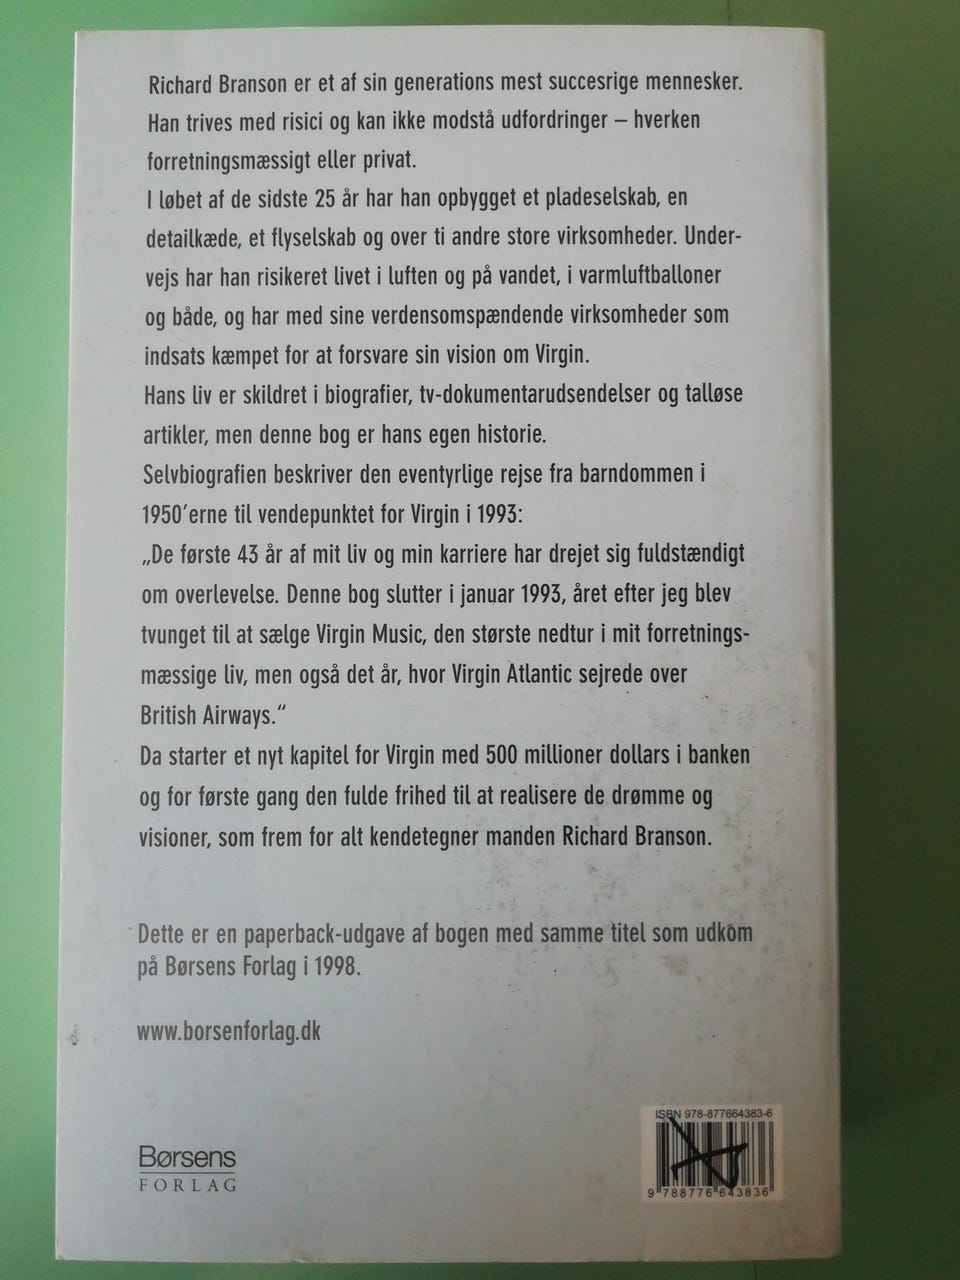 Richard Branson er et af sin generations mest succesrige mennesker.
Han trives med risici og kan ikke modstå udfordringer – hverken
forretningsmæssigt eller privat.
I løbet af de sidste 25 år har han opbygget et pladeselskab, en
detailkæde, et flyselskab og over ti andre store virksomheder. Under-
vejs har han risikeret livet i luften og på vandet, i varmluftballoner
og både, og har med sine verdensomspændende virksomheder som
indsats kæmpet for at forsvare sin vision om Virgin.
Hans liv er skildret i biografier, tv-dokumentarudsendelser og talløse
artikler, men denne bog er hans egen historie.
Selvbiografien beskriver den eventyrlige rejse fra barndommen i
1950'erne til vendepunktet for Virgin i 1993:
„De første 43 år af mit liv og min karriere har drejet sig fuldstændigt
om overlevelse. Denne bog slutter i januar 1993, året efter jeg blev
tvunget til at sælge Virgin Music, den største nedtur i mit forretnings-
mæssige liv, men også det år, hvor Virgin Atlantic sejrede over
British Airways."
Da starter et nyt kapitel for Virgin med 500 millioner dollars i banken
og for første gang den fulde frihed til at realisere de drømme og
visioner, som frem for alt kendetegner manden Richard Branson.
Dette er en paperback-udgave af bogen med samme titel som udkom
på Børsens Forlag i 1998.
www.borsenforlag.dk
ISBN 978-877664383-6
9 788776 643836
Børsens
FORLAG